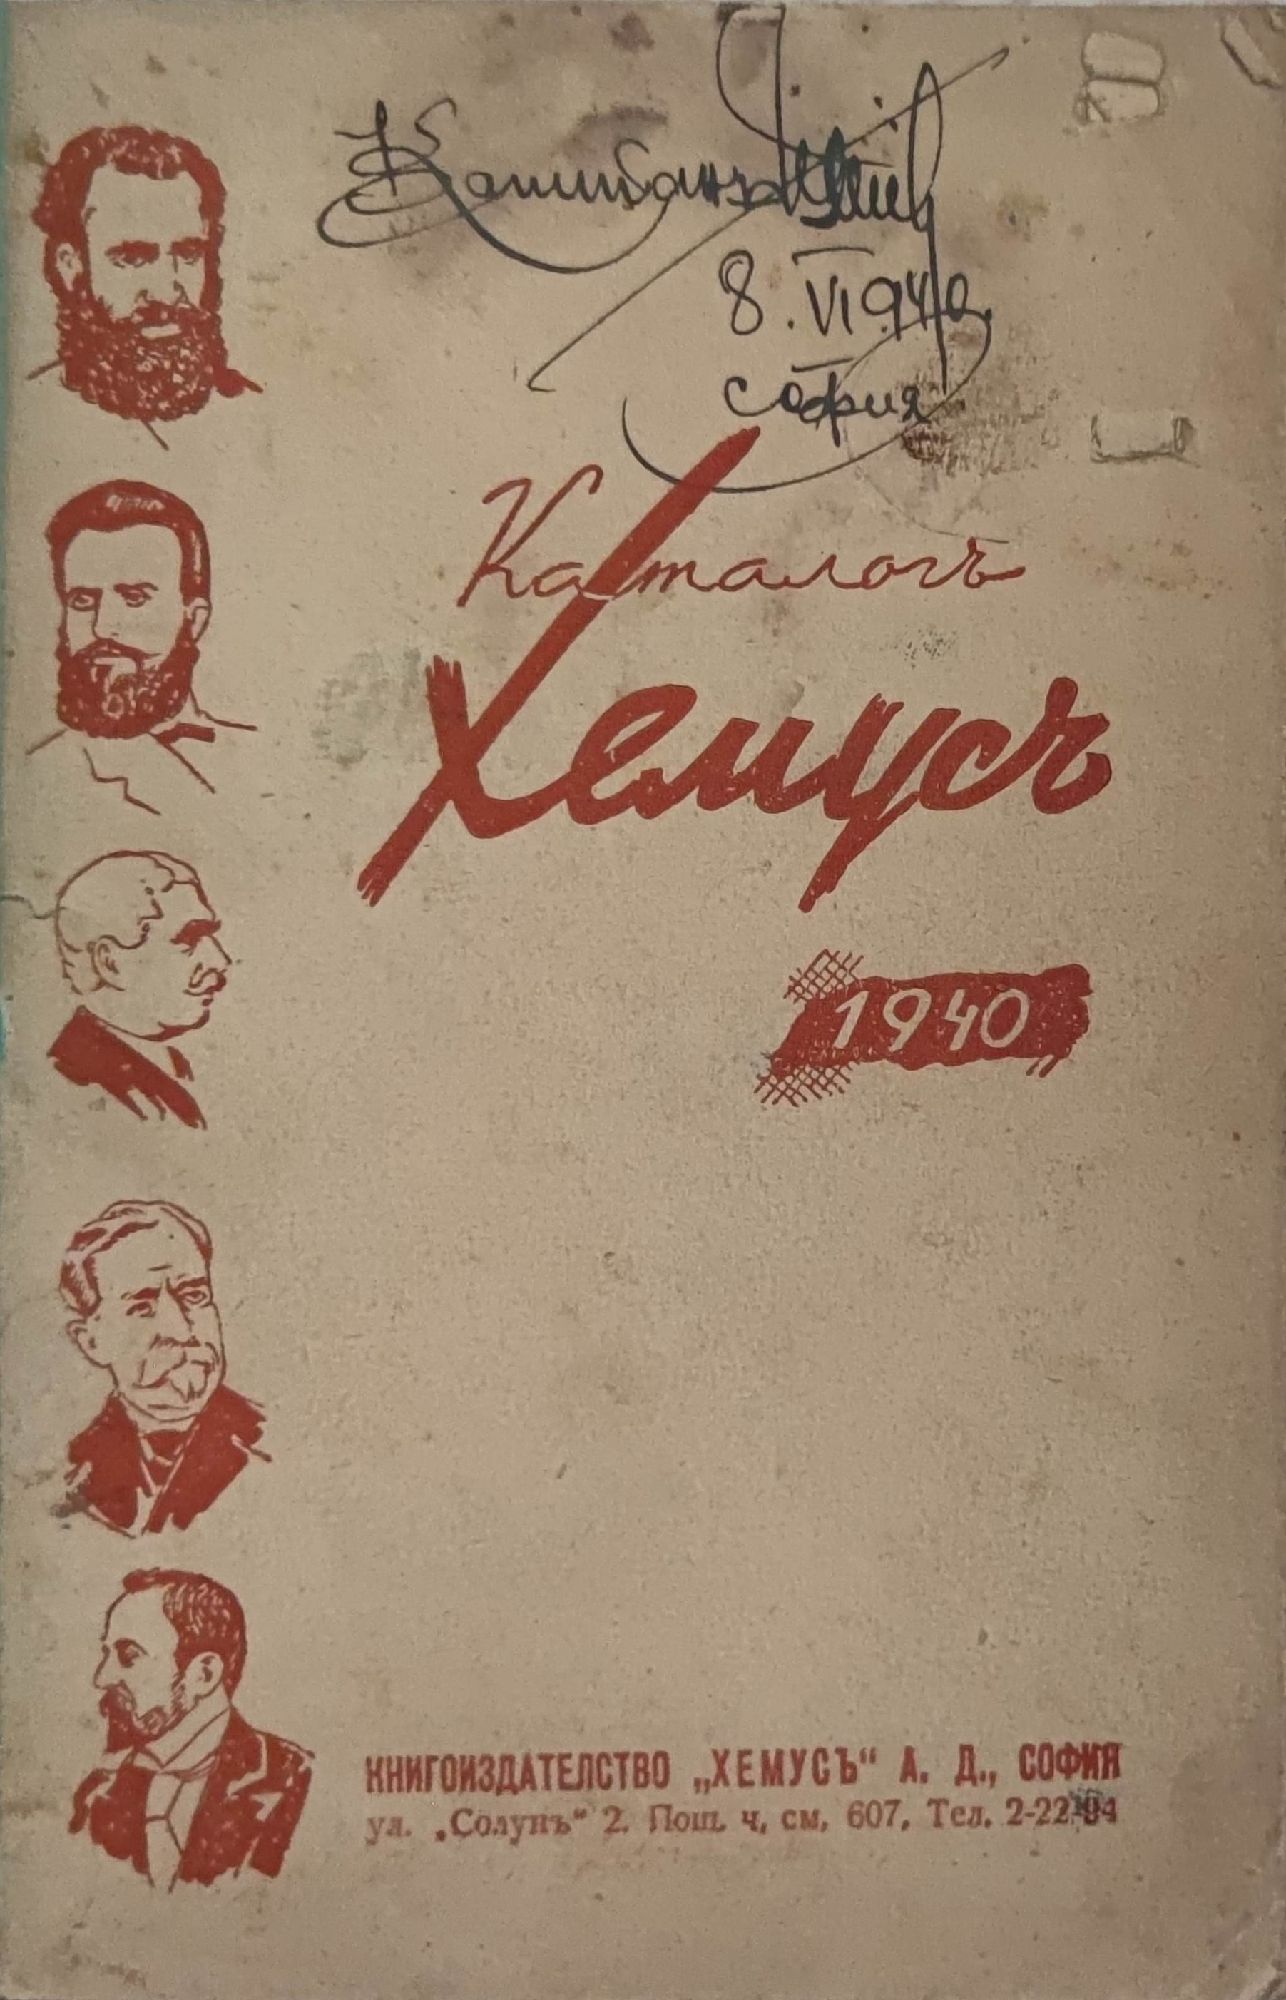 8.VI.940
София
Каталогъ
Хемусъ
1940
КНИГОИЗДАТЕЛСТВО „ХЕМУСЪ“ А. Д., СОФИЯ
ул. „Солунъ“ 2. Пощ. ч. см. 607. Тел. 2-22-94